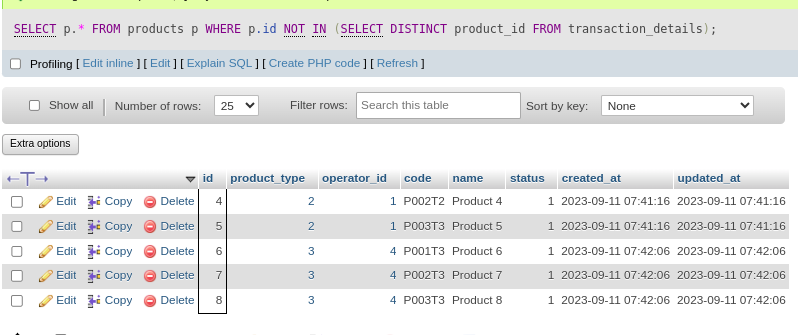 SELECT p.* FROM products p WHERE p.id NOT IN (SELECT DISTINCT product_id FROM transaction_details);
Profiling [ Edit inline ] [ Edit ] [ Explain SQL ] [ Create PHP code ] [ Refresh ]
Show all | Number of rows: 25 Filter rows: Search this table Sort by key: None
Extra options
←T→ id product_type operator_id code name status created_at updated_at
Edit Copy Delete 4 2 1 P002T2 Product 4 1 2023-09-11 07:41:16 2023-09-11 07:41:16
Edit Copy Delete 5 2 1 P003T3 Product 5 1 2023-09-11 07:41:16 2023-09-11 07:41:16
Edit Copy Delete 6 3 4 P001T3 Product 6 1 2023-09-11 07:42:06 2023-09-11 07:42:06
Edit Copy Delete 7 3 4 P002T3 Product 7 1 2023-09-11 07:42:06 2023-09-11 07:42:06
Edit Copy Delete 8 3 4 P003T3 Product 8 1 2023-09-11 07:42:06 2023-09-11 07:42:06